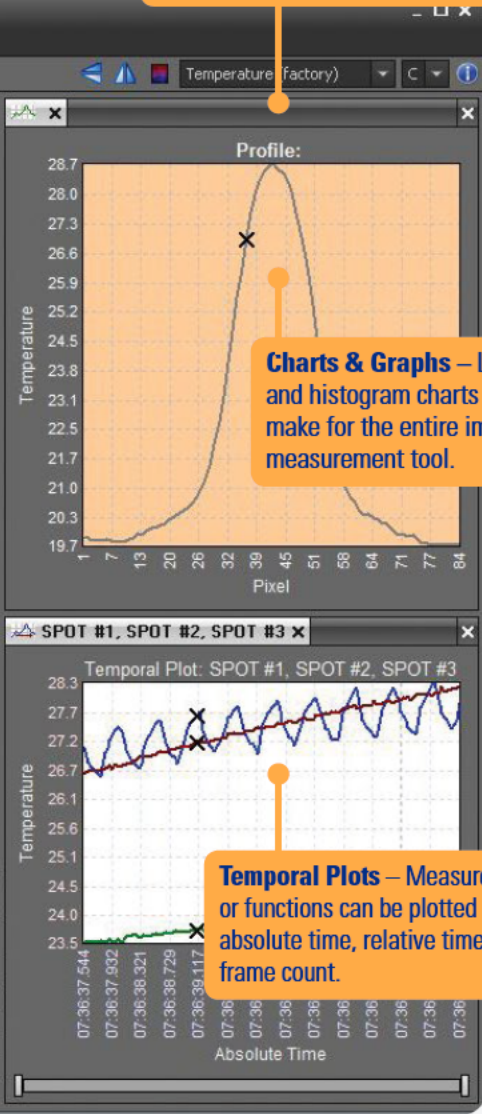 Temperature (factory) C
Profile:
28.7
28.0
27.3
26.6
25.9
25.2
24.5
23.8
23.1
22.5
21.7
21.0
20.3
19.7
Temperature
1 7 13 20 26 32 39 45 51 58 64 71 77 84
Pixel
Charts & Graphs –
and histogram charts
make for the entire
measurement tool.
SPOT #1, SPOT #2, SPOT #3
Temporal Plot: SPOT #1, SPOT #2, SPOT #3
28.3
27.7
27.2
26.7
26.1
25.6
25.1
24.5
24.0
23.5
Temperature
07:36:37.544
07:36:37.932
07:36:38.321
07:36:38.729
07:36:39.117
Temporal Plots –
or functions can be plotted
absolute time, relative time
frame count.
Absolute Time